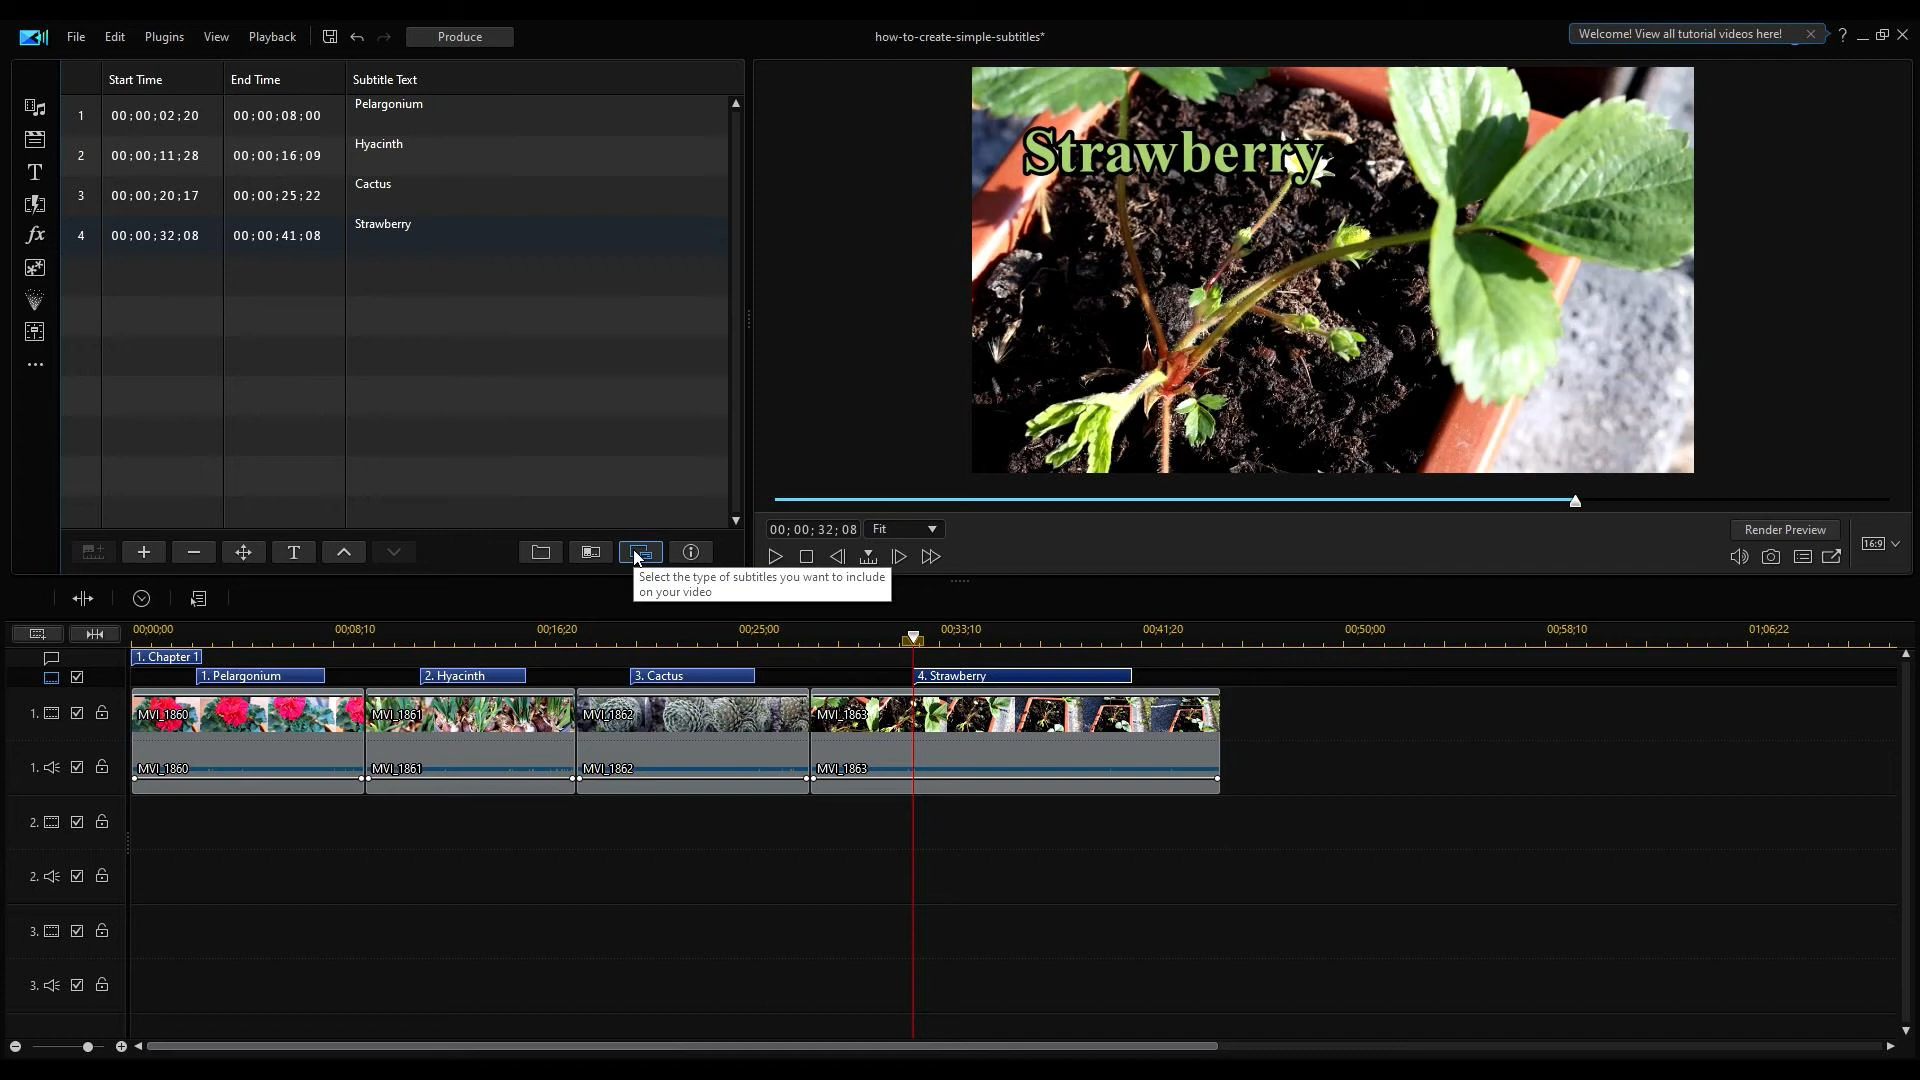 File Edit Plugins View Playback Produce how-to-create-simple-subtitles* Welcome! View all tutorial videos here! ?
Start Time End Time Subtitle Text
1 00;00;02;20 00;00;08;00 Pelargonium
2 00;00;11;28 00;00;16;09 Hyacinth
3 00;00;20;17 00;00;25;22 Cactus
4 00;00;32;08 00;00;41;08 Strawberry
Strawberry
00;00;32;08 Fit Render Preview
16:9
Select the type of subtitles you want to include
on your video
00;00;00 00;08;10 00;16;20 00;25;00 00;33;10 00;41;20 00;50;00 00;58;10 01;06;22
1. Chapter 1
1. Pelargonium 2. Hyacinth 3. Cactus 4. Strawberry
1. MVI_1860 MVI_1861 MVI_1862 MVI_1863
1. MVI_1860 MVI_1861 MVI_1862 MVI_1863
2.
2.
3.
3.